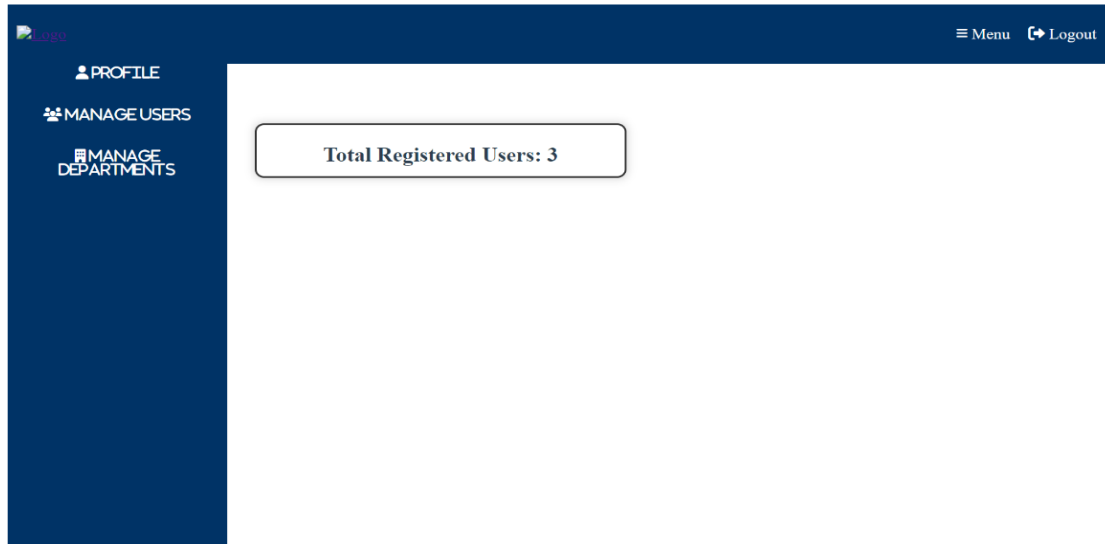 Logo
Menu Logout
PROFILE
MANAGE USERS
MANAGE
DEPARTMENTS
Total Registered Users: 3